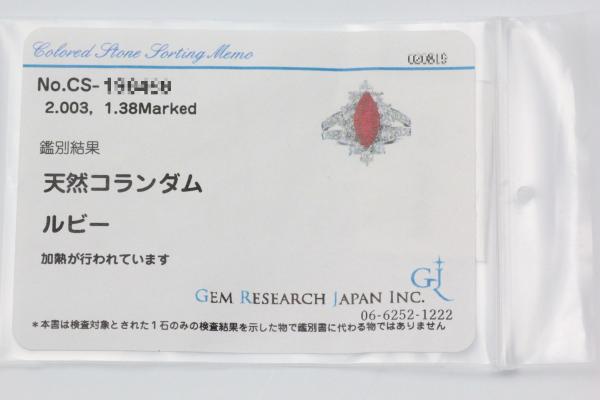 Colored Stone Sorting Memo
No.CS-
2.003, 1.38Marked
鑑別結果
天然コランダム
ルビー
加熱が行われています
GJ
GEM RESEARCH JAPAN INC.
06-6252-1222
*本書は検査対象とされた1石のみの検査結果を示した物で鑑別書に代わる物ではありません